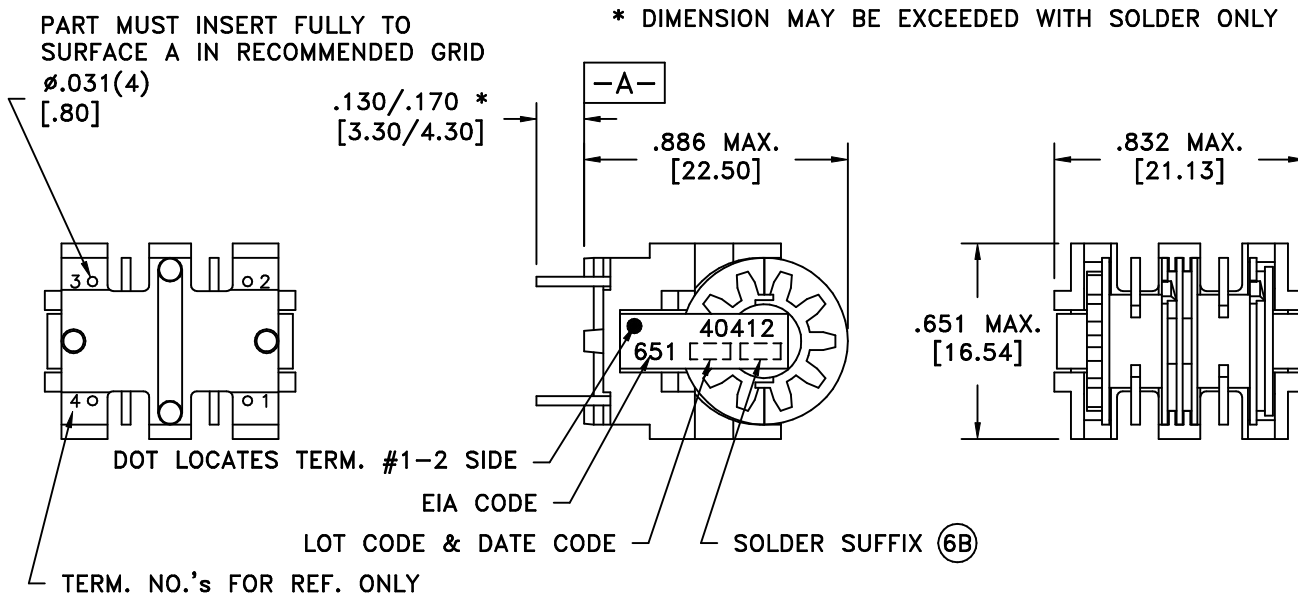 PART MUST INSERT FULLY TO
SURFACE A IN RECOMMENDED GRID
ø.031(4)
[.80]
* DIMENSION MAY BE EXCEEDED WITH SOLDER ONLY
-A-
.130/.170 *
[3.30/4.30]
.886 MAX.
[22.50]
.832 MAX.
[21.13]
3
2
4
1
40412
651
.651 MAX.
[16.54]
DOT LOCATES TERM. #1-2 SIDE
EIA CODE
LOT CODE & DATE CODE
SOLDER SUFFIX 6B
TERM. NO.'s FOR REF. ONLY